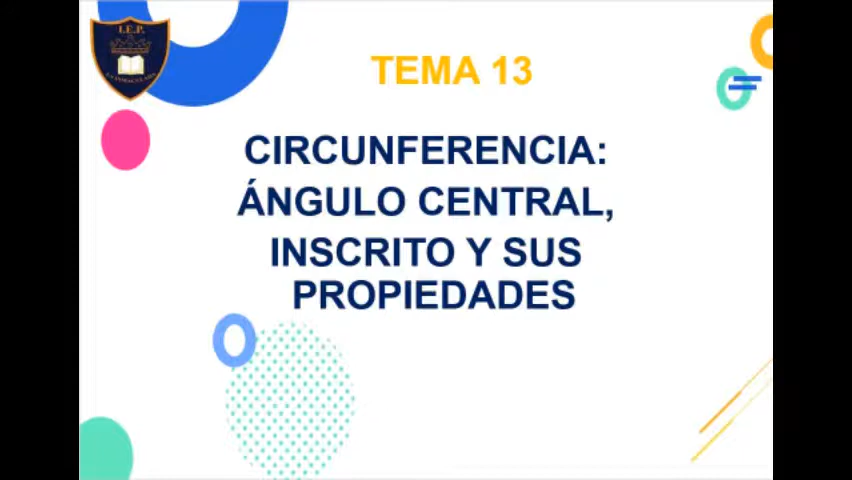 I.E.P.
TEMA 13
CIRCUNFERENCIA:
ÁNGULO CENTRAL,
INSCRITO Y SUS
PROPIEDADES